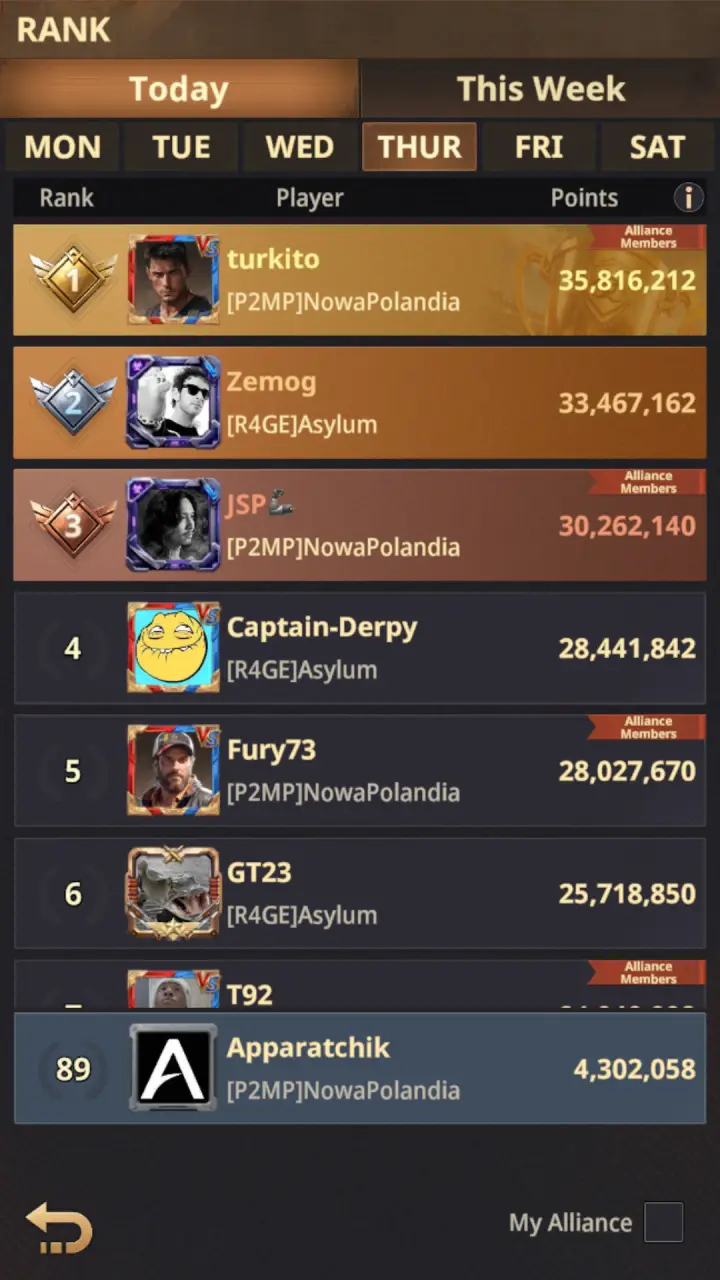 RANK
Today
This Week
MON
TUE
WED
THUR
FRI
SAT
Rank
Player
Points
Alliance
Members
1
turkito
[P2MP]NowaPolandia
35,816,212
2
Zemog
[R4GE]Asylum
33,467,162
Alliance
Members
3
JSP🦾
[P2MP]NowaPolandia
30,262,140
4
Captain-Derpy
[R4GE]Asylum
28,441,842
Alliance
Members
5
Fury73
[P2MP]NowaPolandia
28,027,670
6
GT23
[R4GE]Asylum
25,718,850
Alliance
Members
T92
89
Apparatchik
[P2MP]NowaPolandia
4,302,058
My Alliance